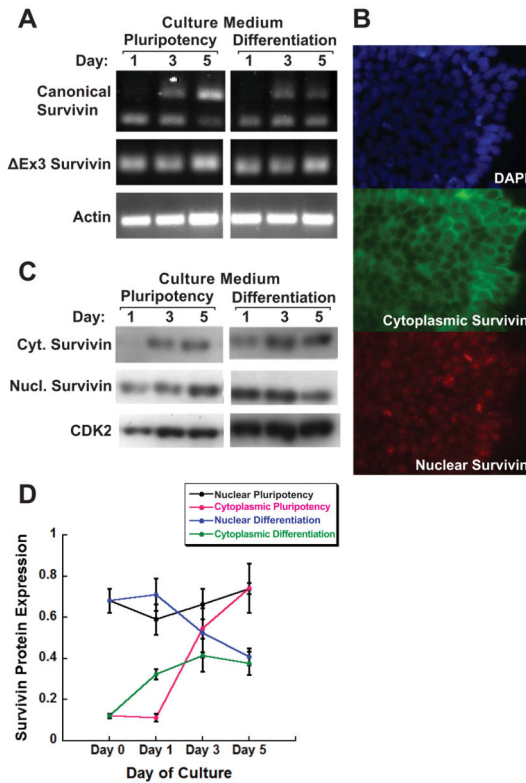 A
Culture Medium
Pluripotency Differentiation
Day: 1 3 5 1 3 5
Canonical
Survivin
ΔEx3 Survivin
Actin
B
DAPI
Cytoplasmic Survivin
Nuclear Survivin
C
Culture Medium
Pluripotency Differentiation
Day: 1 3 5 1 3 5
Cyt. Survivin
Nucl. Survivin
CDK2
D
Nuclear Pluripotency
Cytoplasmic Pluripotency
Nuclear Differentiation
Cytoplasmic Differentiation
Survivin Protein Expression
1
0.8
0.6
0.4
0.2
0
Day 0 Day 1 Day 3 Day 5
Day of Culture